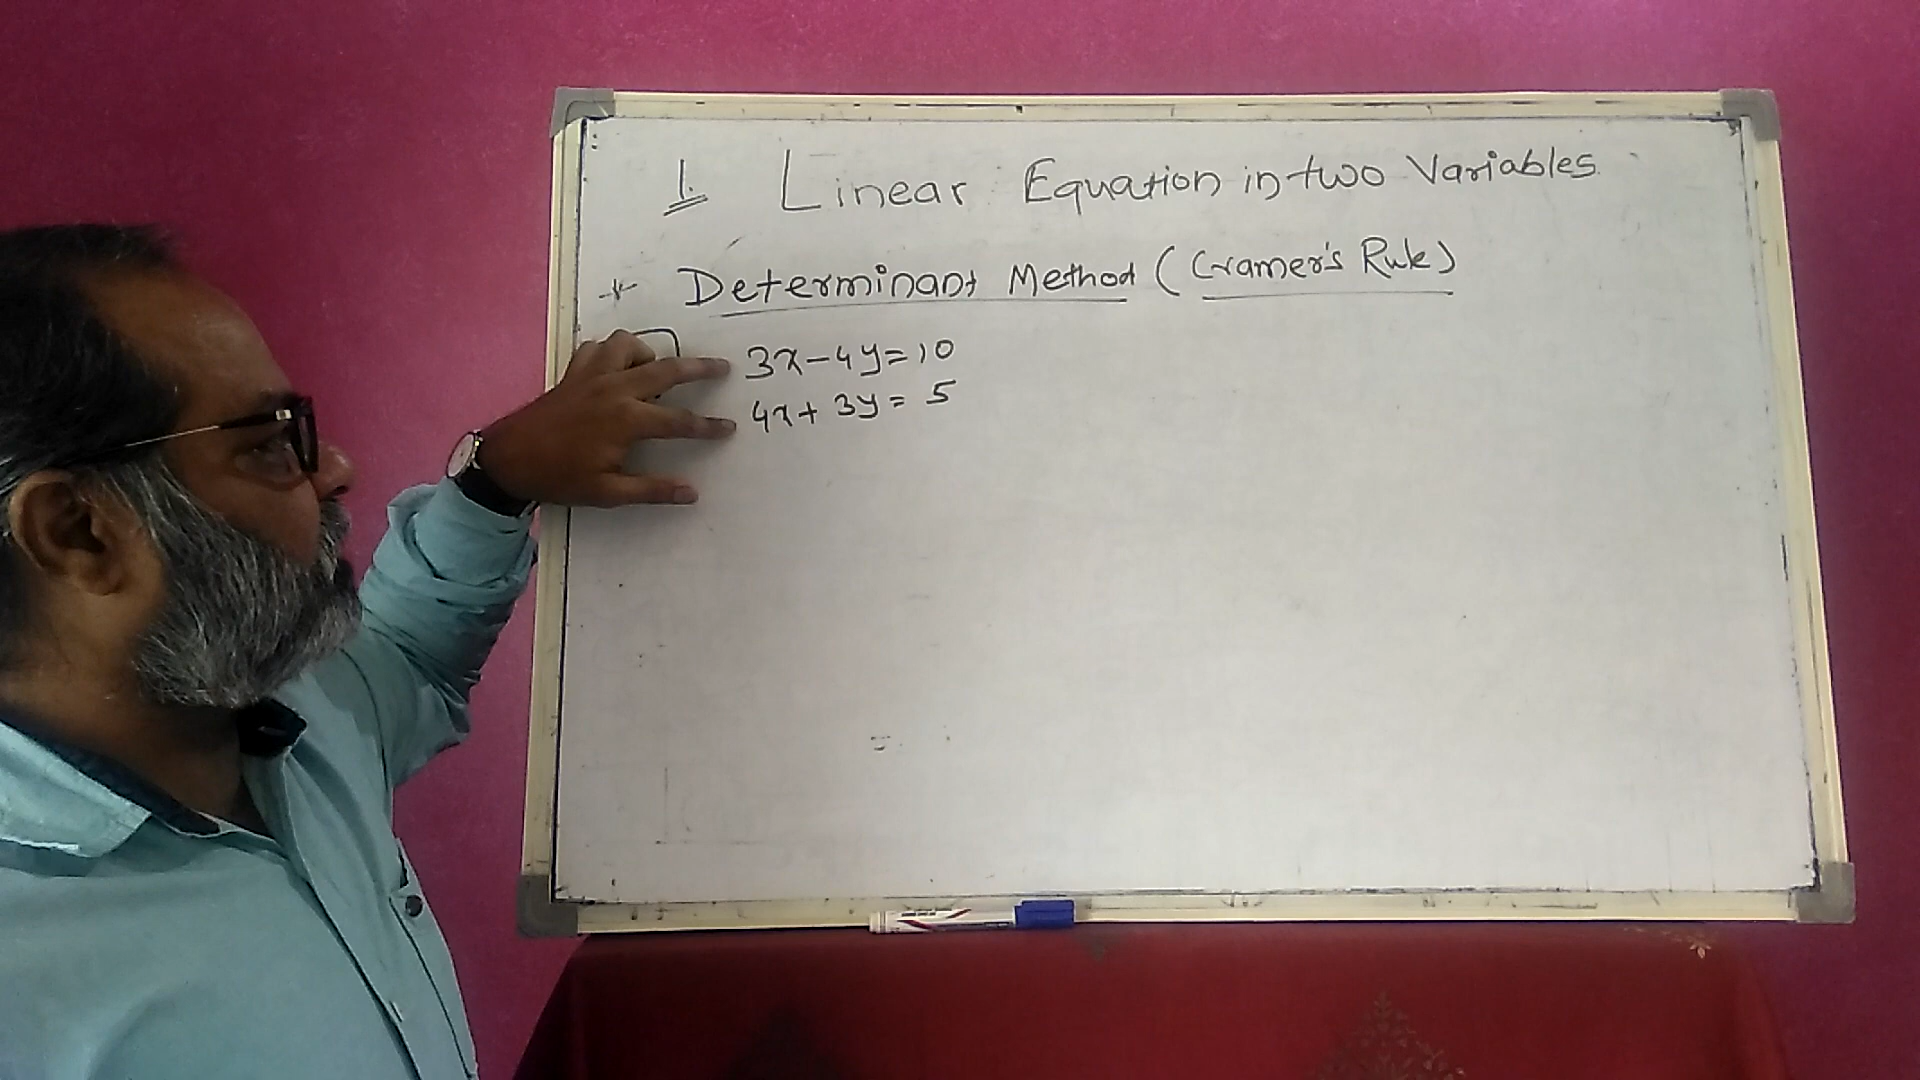 1. Linear Equation in two Variables
* Determinant Method (Cramer's Rule)
3x-4y=10
4x+3y=5